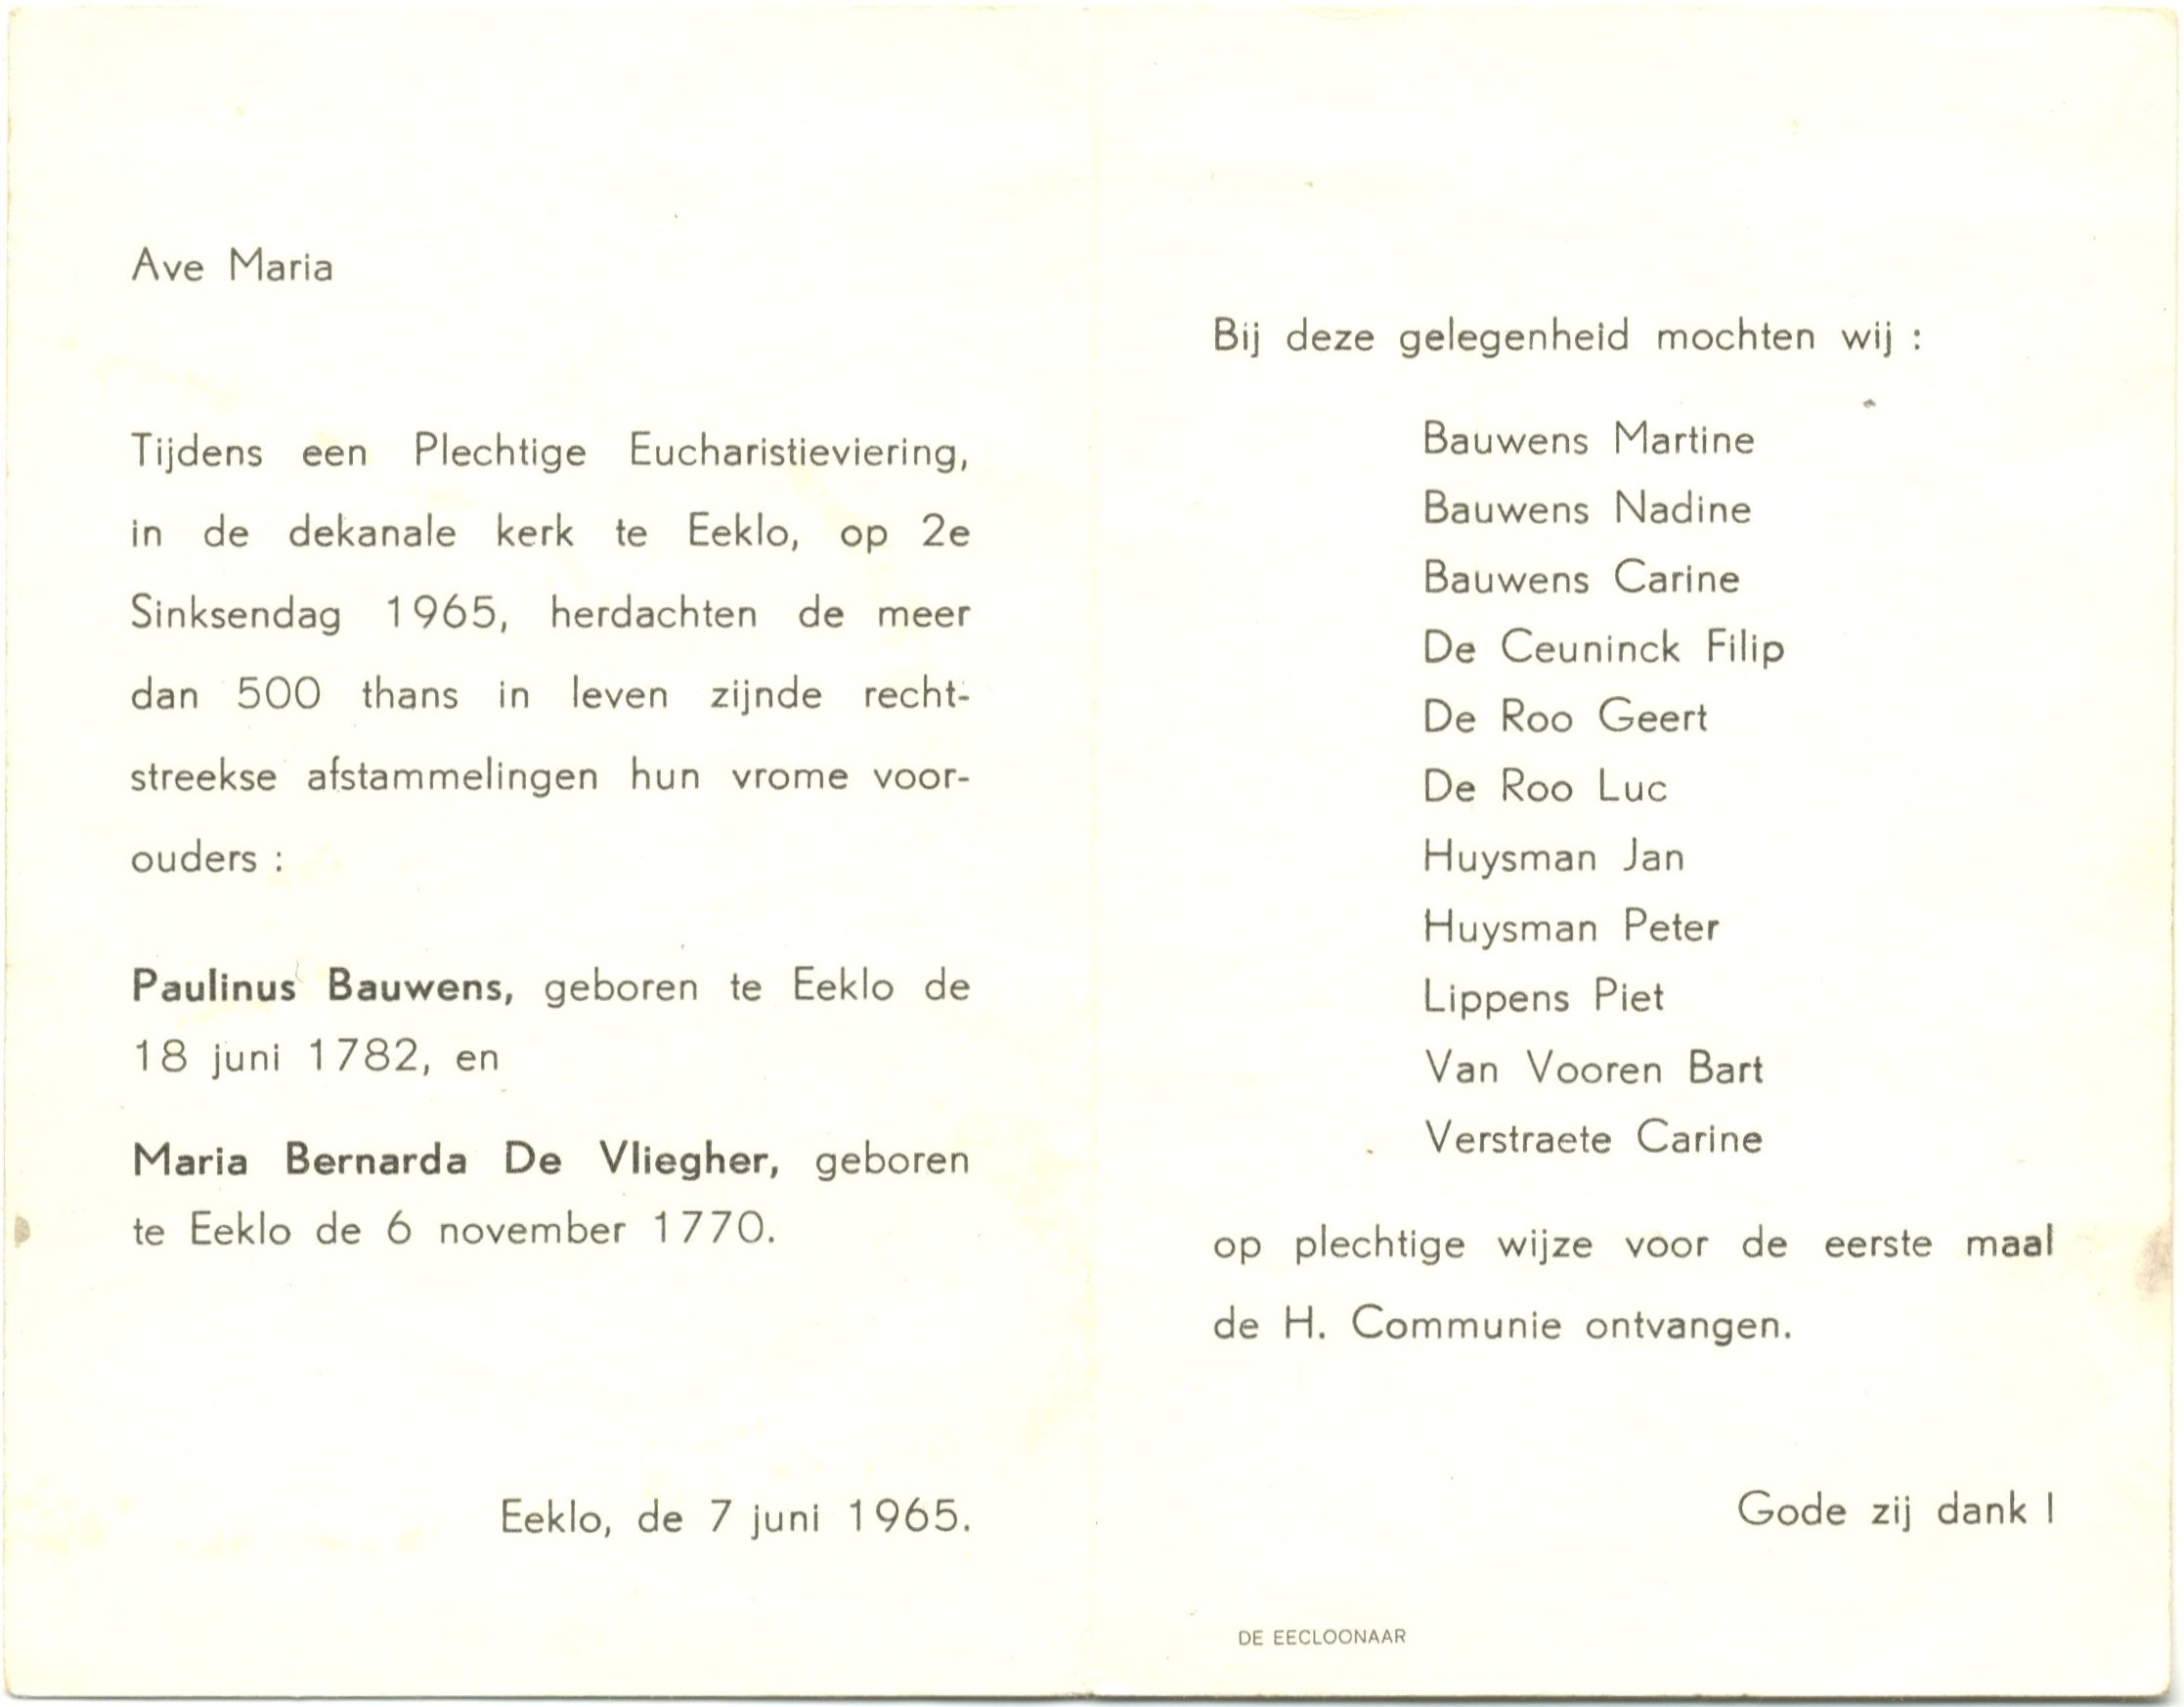 Ave Maria
Tijdens een Plechtige Eucharistieviering,
in de dekanale kerk te Eeklo, op 2e
Sinksendag 1965, herdachten de meer
dan 500 thans in leven zijnde recht-
streekse afstammelingen hun vrome voor-
ouders :
Paulinus Bauwens, geboren te Eeklo de
18 juni 1782, en
Maria Bernarda De Vliegher, geboren
te Eeklo de 6 november 1770.
Eeklo, de 7 juni 1965.
Bij deze gelegenheid mochten wij :
Bauwens Martine
Bauwens Nadine
Bauwens Carine
De Ceuninck Filip
De Roo Geert
De Roo Luc
Huysman Jan
Huysman Peter
Lippens Piet
Van Vooren Bart
Verstraete Carine
op plechtige wijze voor de eerste maal
de H. Communie ontvangen.
Gode zij dank !
DE EECLOONAAR